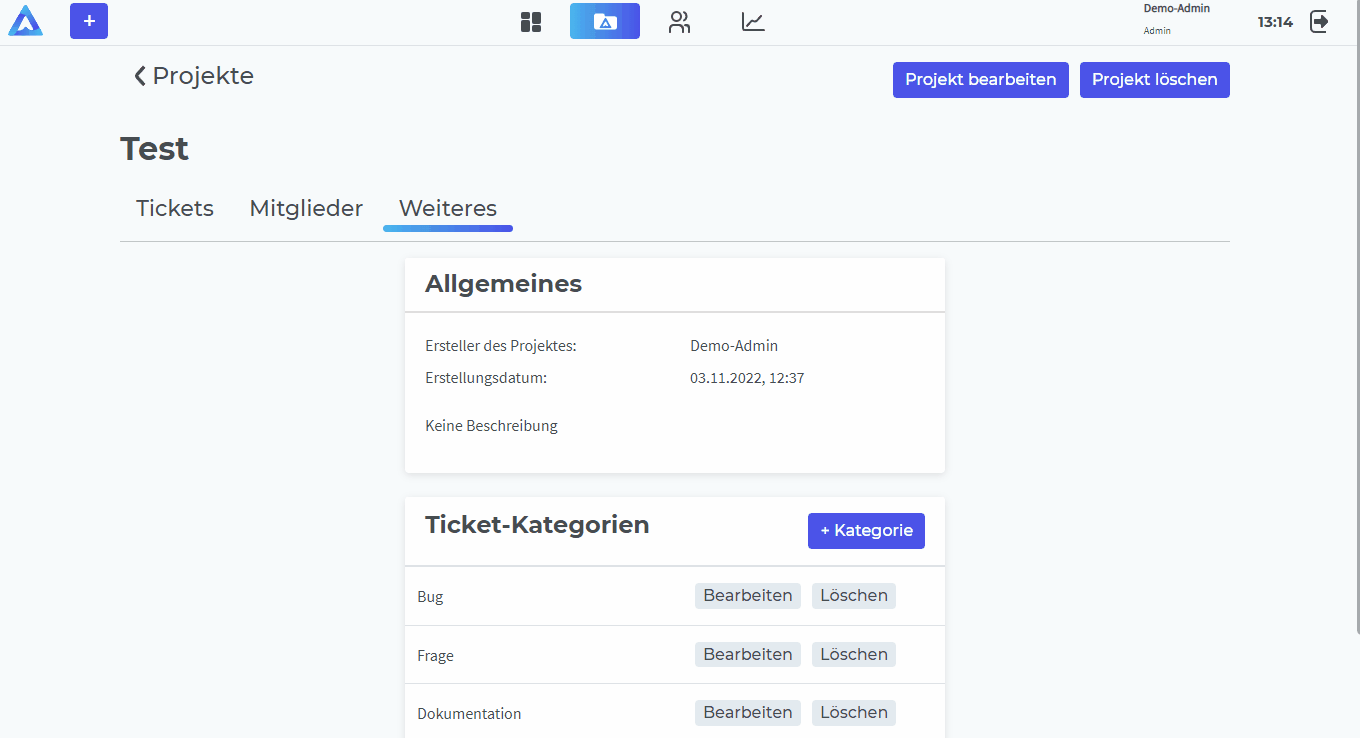 +
Demo-Admin
Admin
13:14
Projekte
Projekt bearbeiten
Projekt löschen
Test
Tickets
Mitglieder
Weiteres
Allgemeines
Ersteller des Projektes: Demo-Admin
Erstellungsdatum: 03.11.2022, 12:37
Keine Beschreibung
Ticket-Kategorien
+ Kategorie
Bug Bearbeiten Löschen
Frage Bearbeiten Löschen
Dokumentation Bearbeiten Löschen